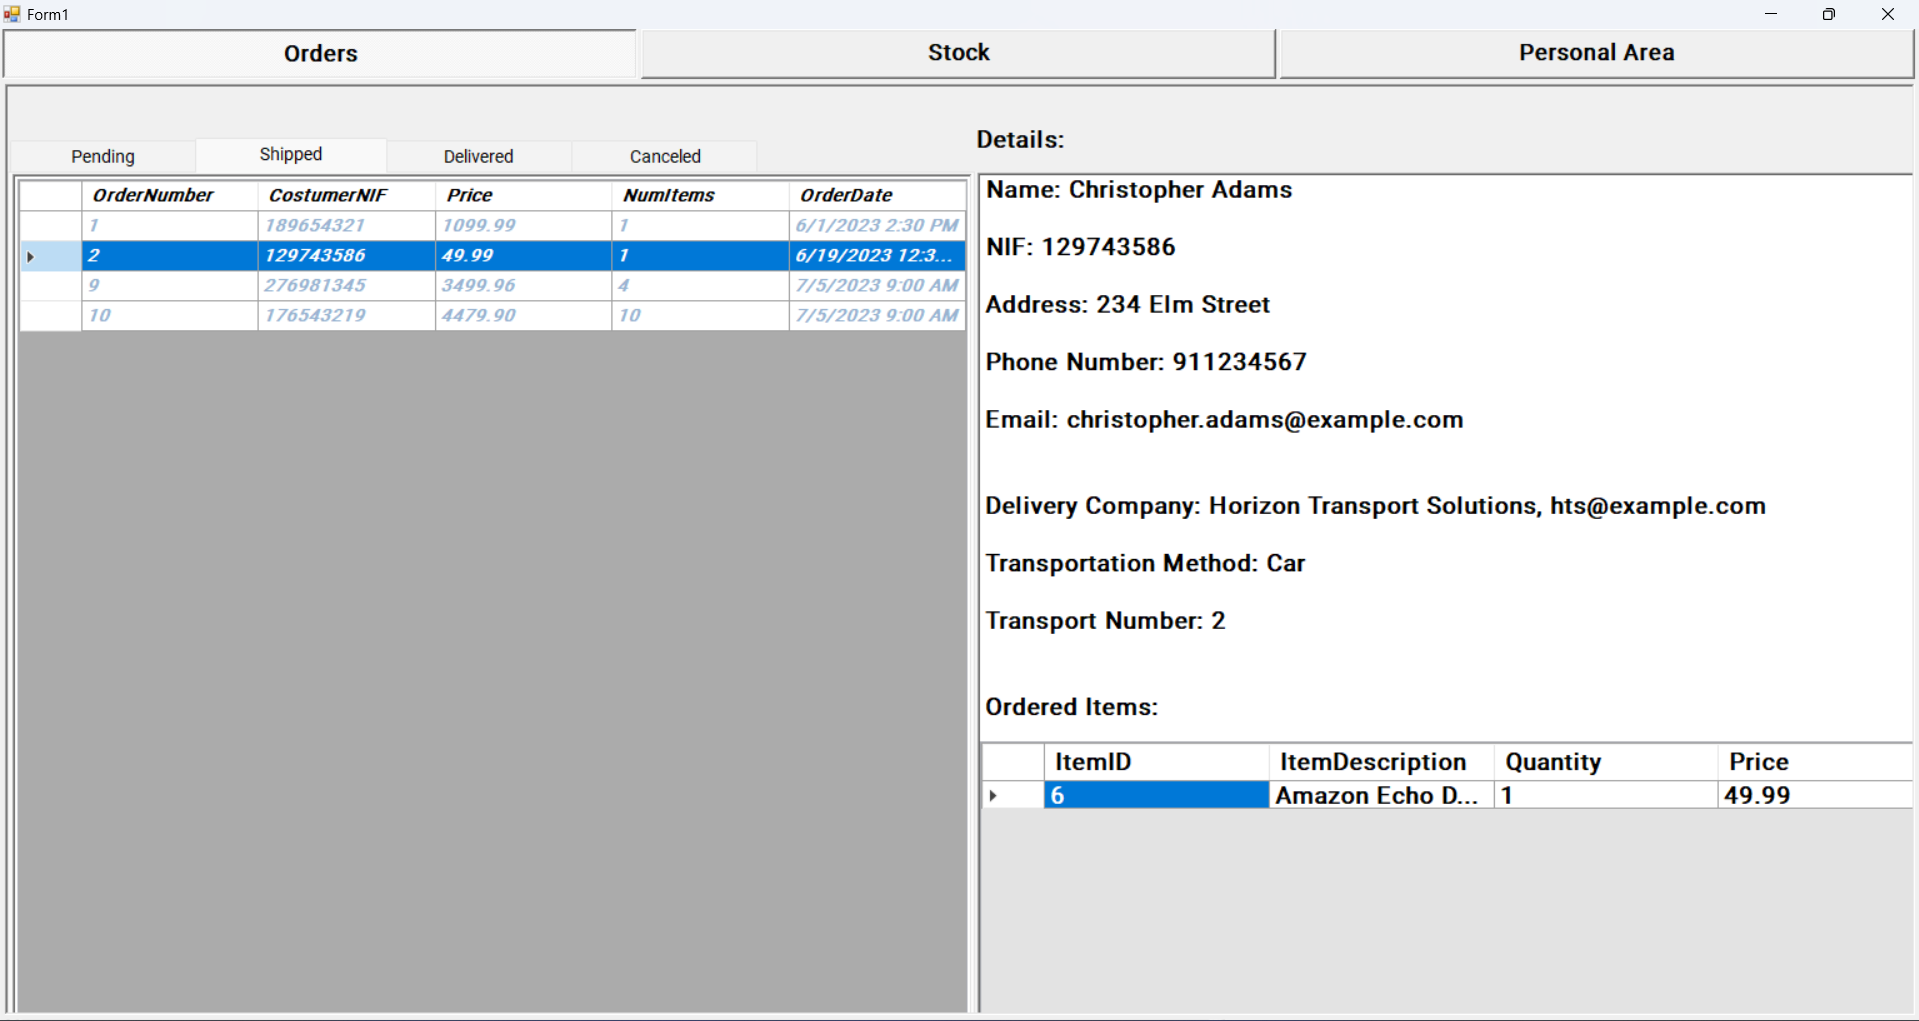 Form1
Orders Stock Personal Area
Pending Shipped Delivered Canceled
OrderNumber CostumerNIF Price NumItems OrderDate
1 189654321 1099.99 1 6/1/2023 2:30 PM
2 129743586 49.99 1 6/19/2023 12:3...
9 276981345 3499.96 4 7/5/2023 9:00 AM
10 176543219 4479.90 10 7/5/2023 9:00 AM
Details:
Name: Christopher Adams
NIF: 129743586
Address: 234 Elm Street
Phone Number: 911234567
Email: christopher.adams@example.com
Delivery Company: Horizon Transport Solutions, hts@example.com
Transportation Method: Car
Transport Number: 2
Ordered Items:
ItemID ItemDescription Quantity Price
6 Amazon Echo D... 1 49.99